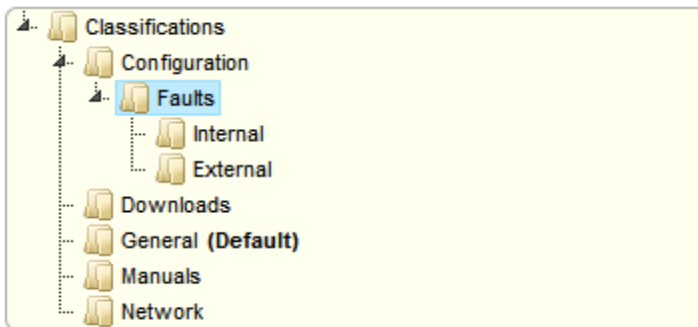 Classifications
Configuration
Faults
Internal
External
Downloads
General (Default)
Manuals
Network